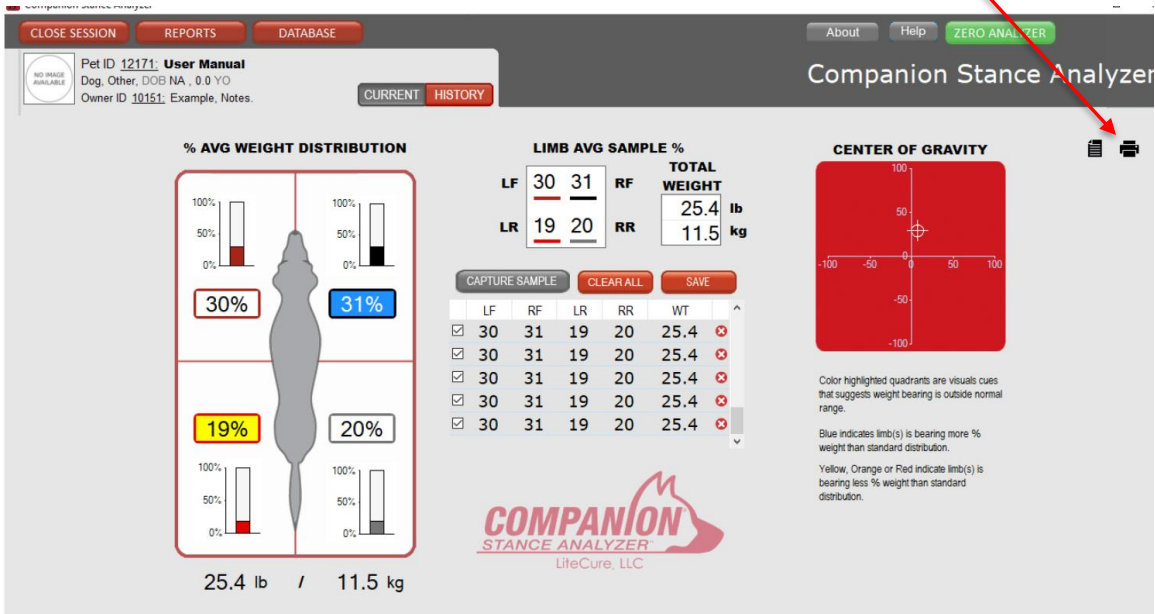 Companion Stance Analyzer
CLOSE SESSION REPORTS DATABASE About Help ZERO ANALYZER
NO IMAGE
AVAILABLE
Pet ID 12171: User Manual
Dog, Other, DOB NA , 0.0 YO
Owner ID 10151: Example, Notes.
CURRENT HISTORY
Companion Stance Analyzer
% AVG WEIGHT DISTRIBUTION
100% 100%
50% 50%
0% 0%
30% 31%
19% 20%
100% 100%
50% 50%
0% 0%
25.4 lb / 11.5 kg
LIMB AVG SAMPLE %
LF 30 31 RF
LR 19 20 RR
TOTAL
WEIGHT
25.4 lb
11.5 kg
CAPTURE SAMPLE CLEAR ALL SAVE
LF RF LR RR WT
30 31 19 20 25.4
30 31 19 20 25.4
30 31 19 20 25.4
30 31 19 20 25.4
30 31 19 20 25.4
COMPANION
STANCE ANALYZER
LiteCure, LLC
CENTER OF GRAVITY
100
50
-100 -50 0 50 100
-50
-100
Color highlighted quadrants are visuals cues
that suggests weight bearing is outside normal
range.
Blue indicates limb(s) is bearing more %
weight than standard distribution.
Yellow, Orange or Red indicate limb(s) is
bearing less % weight than standard
distribution.